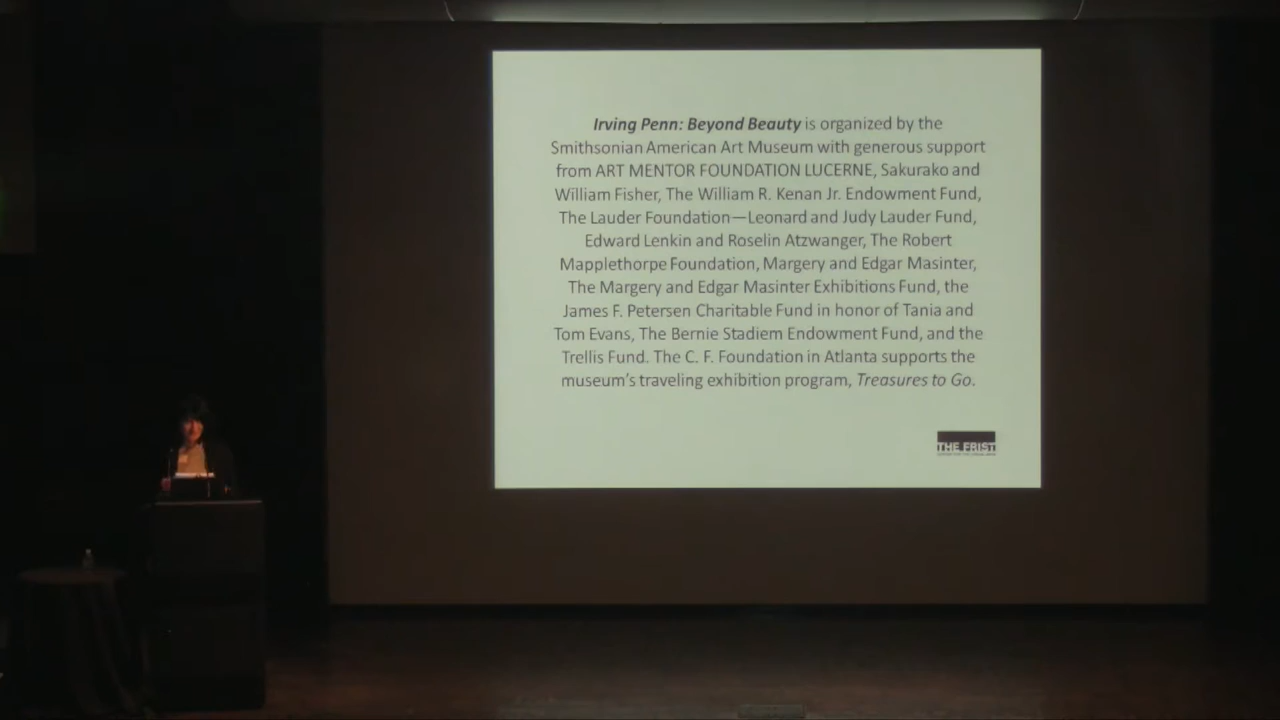 Irving Penn: Beyond Beauty is organized by the
Smithsonian American Art Museum with generous support
from ART MENTOR FOUNDATION LUCERNE, Sakurako and
William Fisher, The William R. Kenan Jr. Endowment Fund,
The Lauder Foundation—Leonard and Judy Lauder Fund,
Edward Lenkin and Roselin Atzwanger, The Robert
Mapplethorpe Foundation, Margery and Edgar Masinter,
The Margery and Edgar Masinter Exhibitions Fund, the
James F. Petersen Charitable Fund in honor of Tania and
Tom Evans, The Bernie Stadiem Endowment Fund, and the
Trellis Fund. The C. F. Foundation in Atlanta supports the
museum's traveling exhibition program, Treasures to Go.
THE FRIST